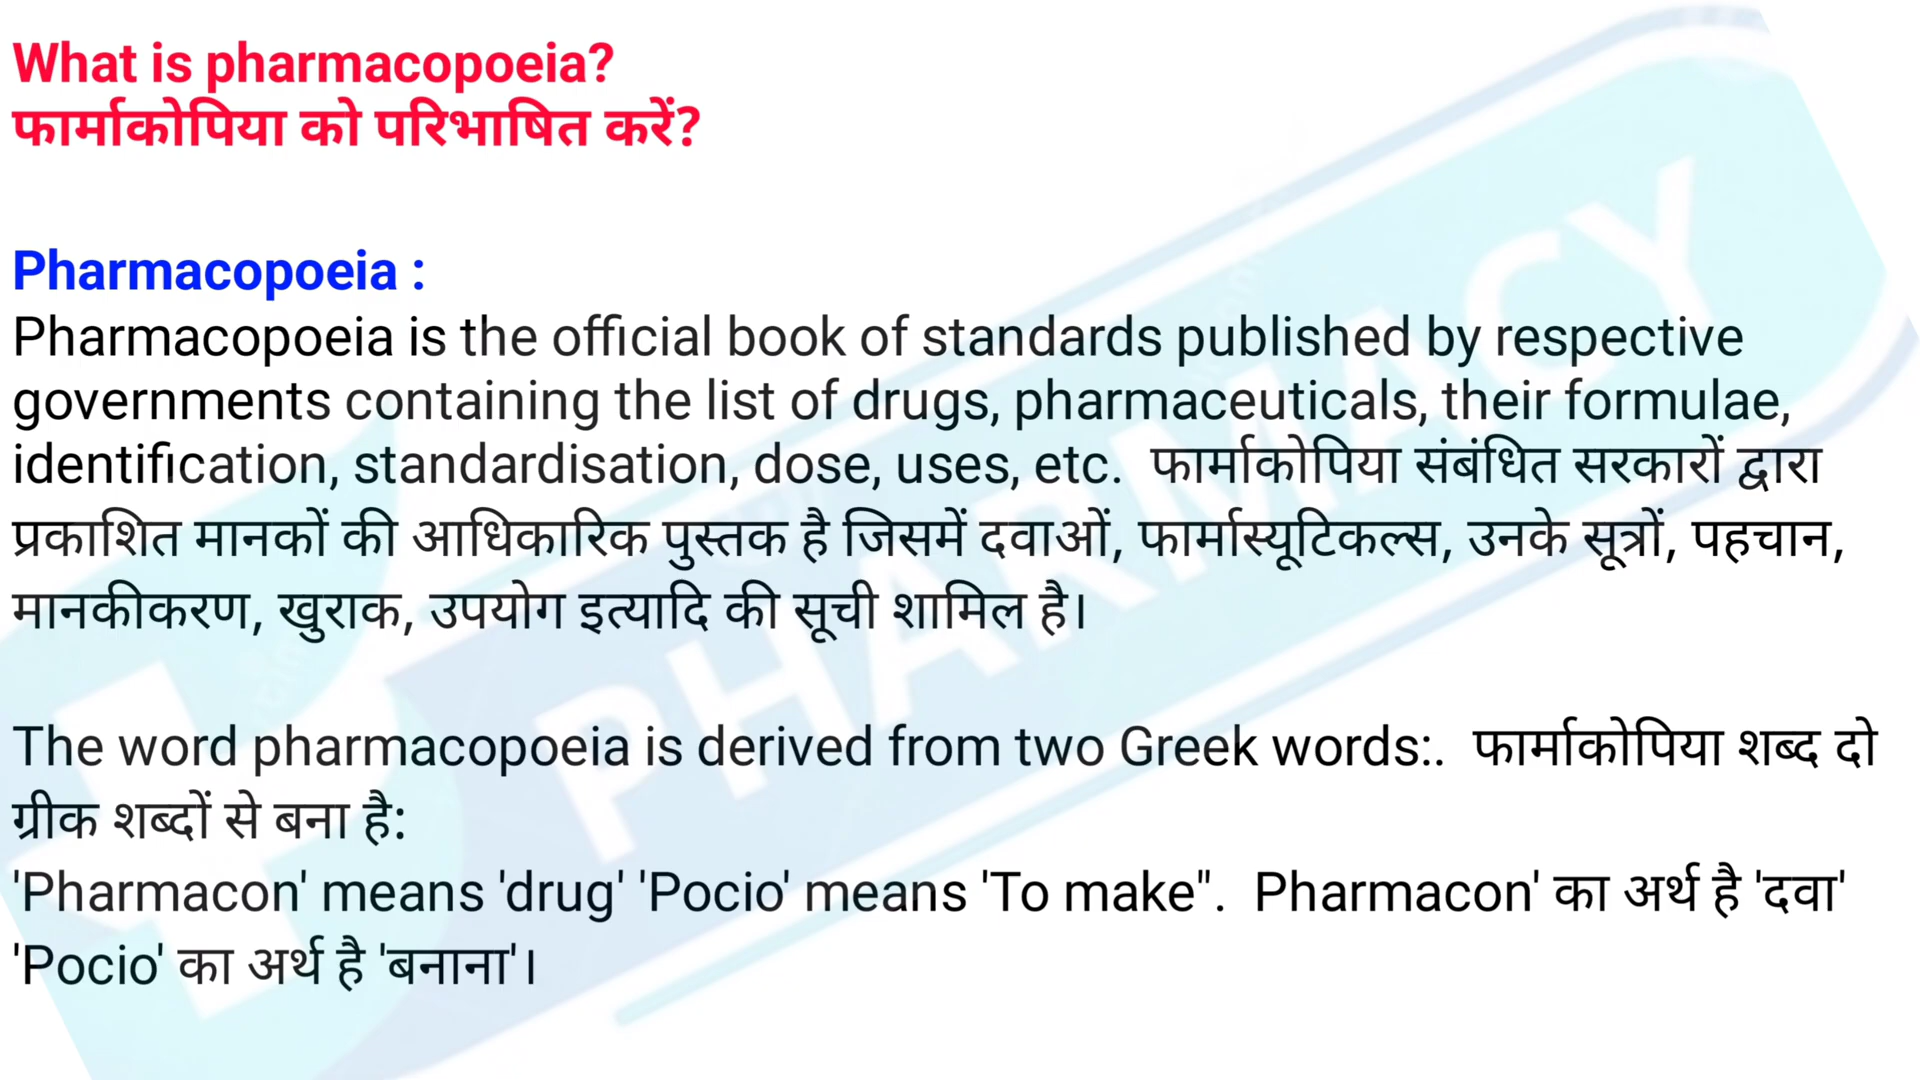 What is pharmacopoeia?
फार्माकोपिया को परिभाषित करें?
Pharmacopoeia :
Pharmacopoeia is the official book of standards published by respective
governments containing the list of drugs, pharmaceuticals, their formulae,
identification, standardisation, dose, uses, etc.  फार्माकोपिया संबंधित सरकारों द्वारा
प्रकाशित मानकों की आधिकारिक पुस्तक है जिसमें दवाओं, फार्मास्यूटिकल्स, उनके सूत्रों, पहचान,
मानकीकरण, खुराक, उपयोग इत्यादि की सूची शामिल है।
The word pharmacopoeia is derived from two Greek words:.  फार्माकोपिया शब्द दो
ग्रीक शब्दों से बना है:
'Pharmacon' means 'drug' 'Pocio' means 'To make".  Pharmacon' का अर्थ है 'दवा'
'Pocio' का अर्थ है 'बनाना'।
PHARMACY